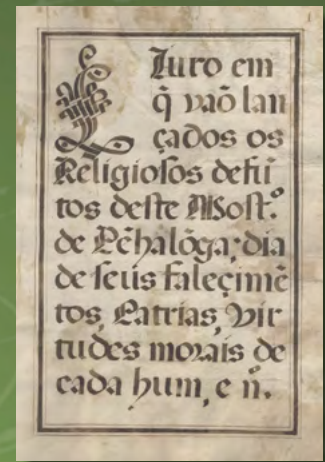 Liuro em
q̃ vaõ lan
çados os
Religiosos defũ
tos deste Most.º
de Pẽhalõga; dia
de seus faleçimẽ
tos, Patrias, Vir
tudes morais de
cada hum, e n.